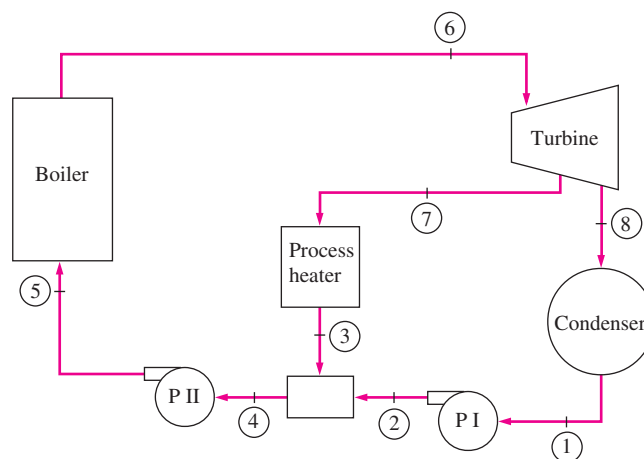 6
Turbine
Boiler
7
8
Process
heater
5
3
Condenser
P II
4
2
P I
1